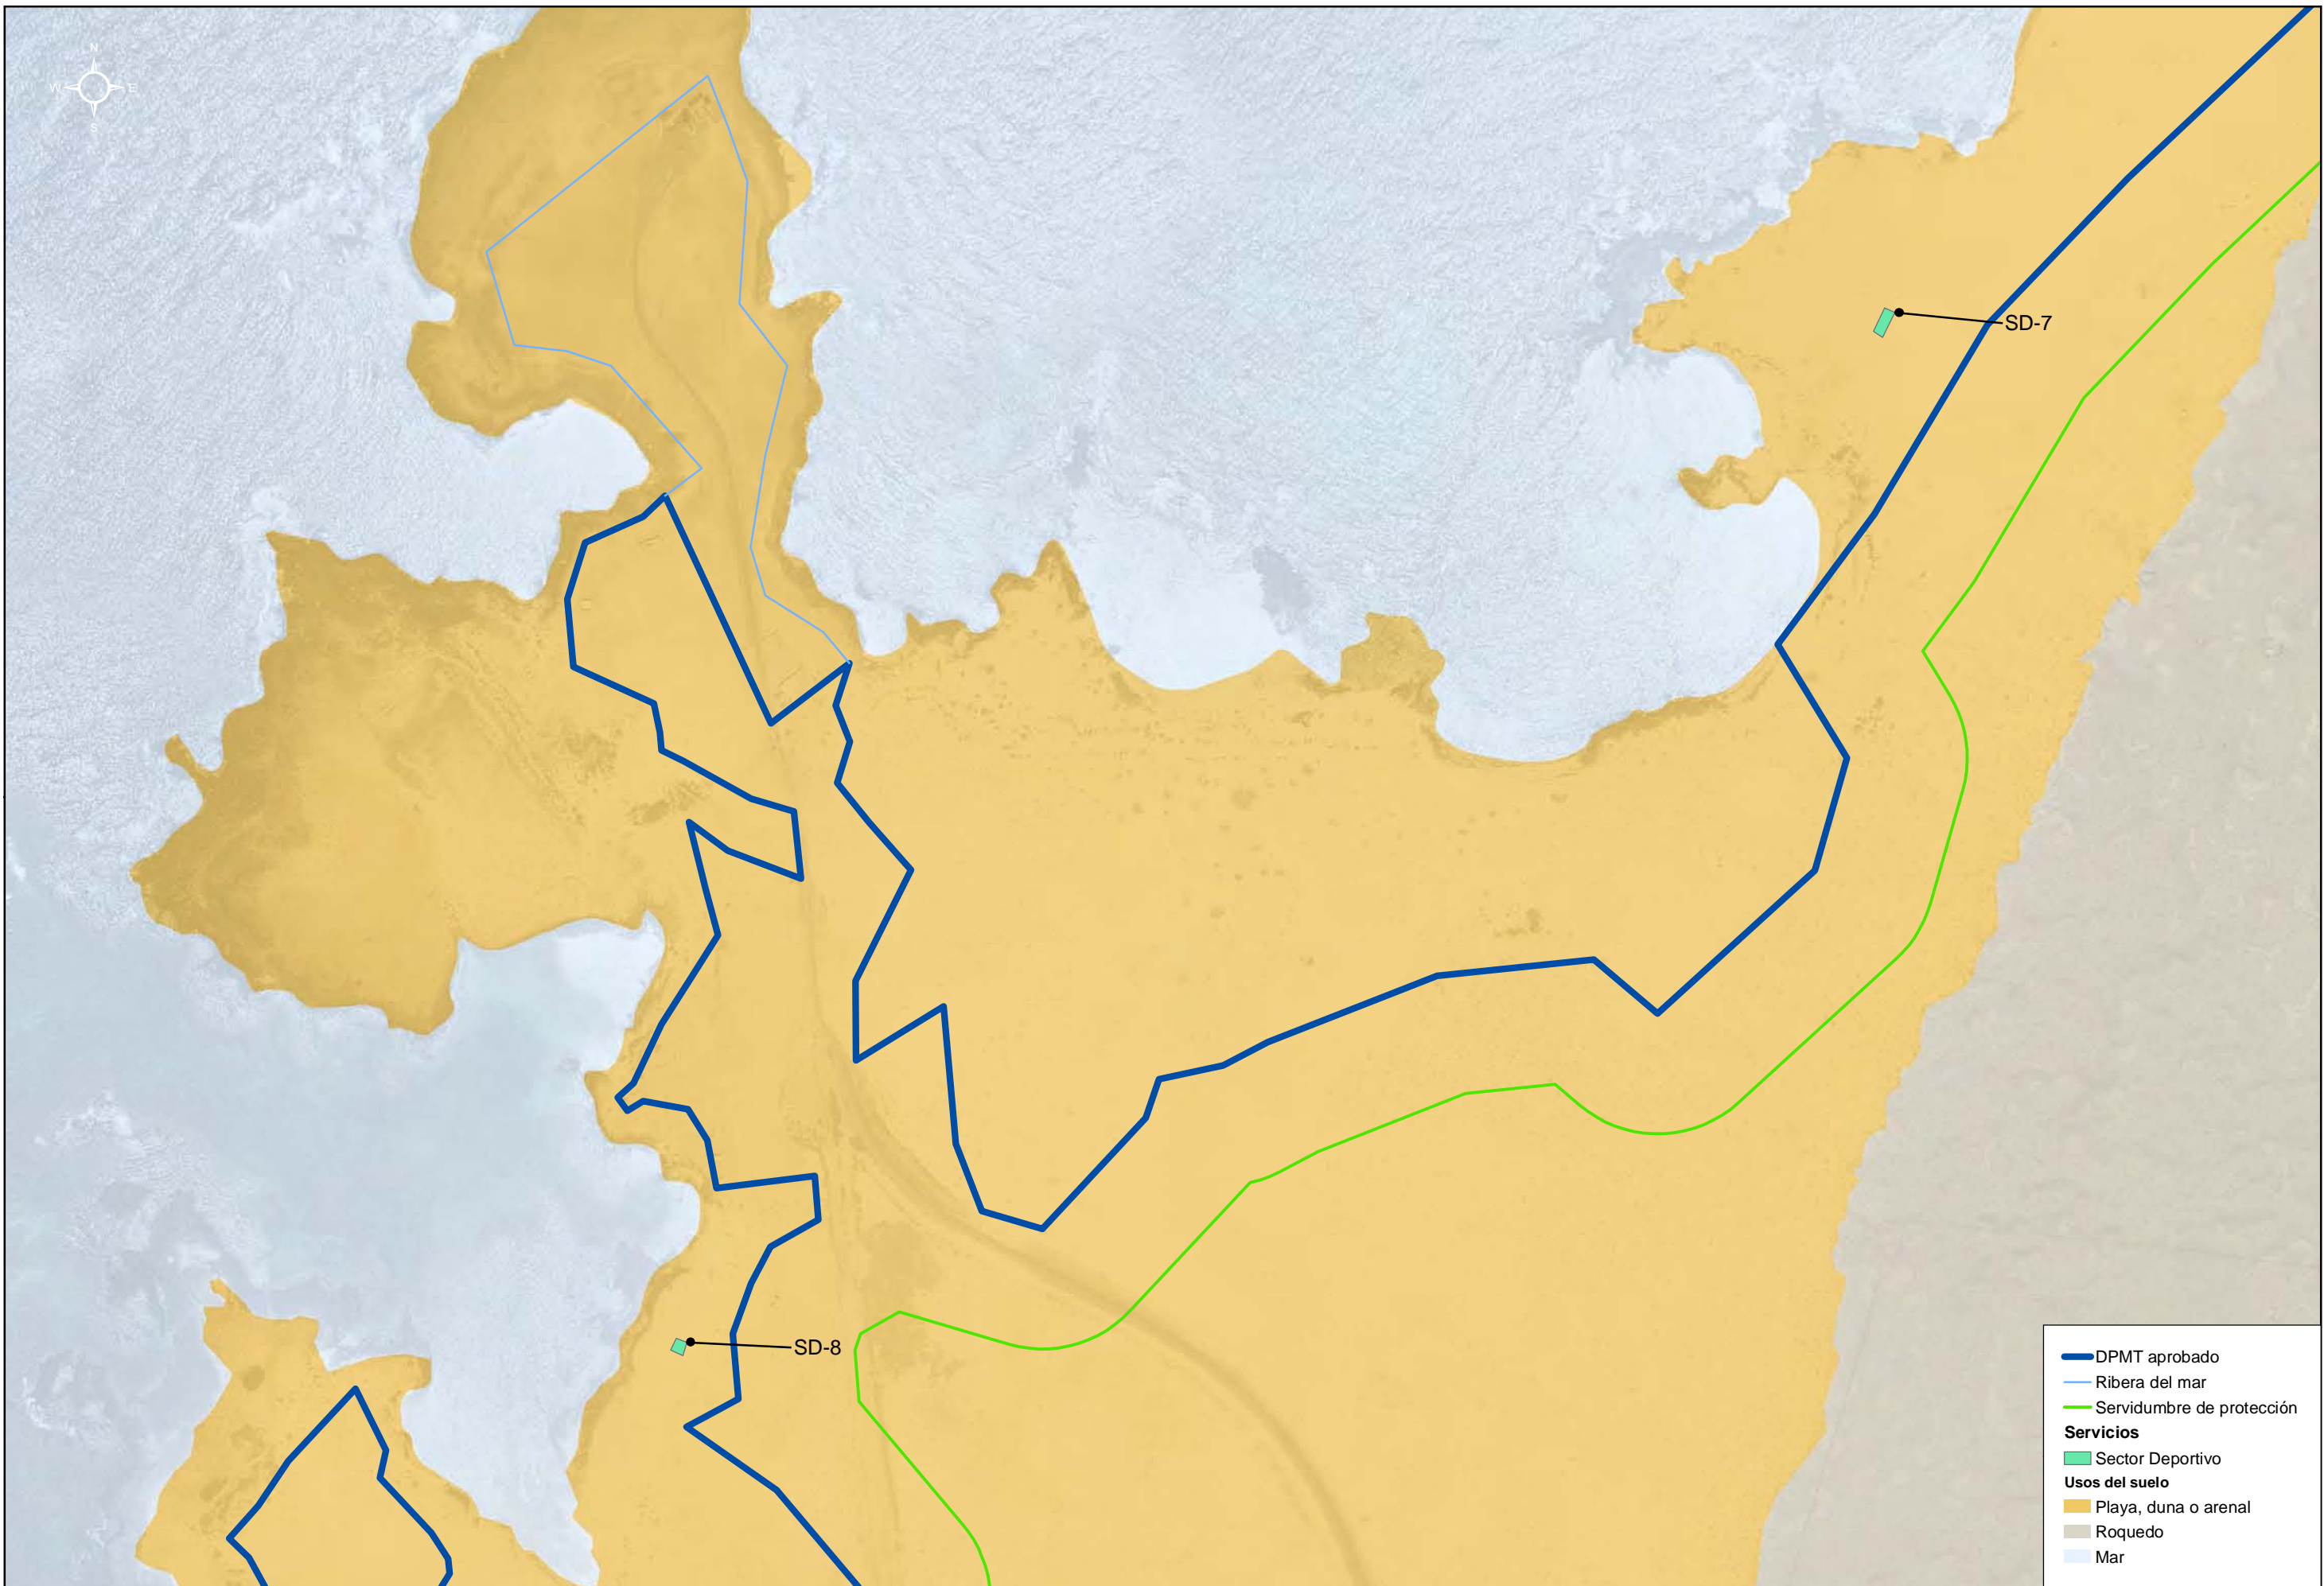 N
W E
S
SD-7
SD-8
DPMT aprobado
Ribera del mar
Servidumbre de protección
Servicios
Sector Deportivo
Usos del suelo
Playa, duna o arenal
Roquedo
Mar